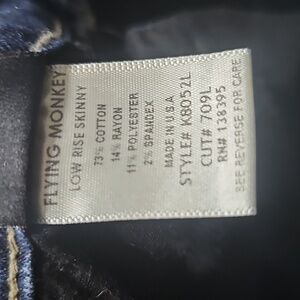 FLYING MONKEY
LOW RISE SKINNY
73% COTTON
14% RAYON
11% POLYESTER
2% SPANDEX
MADE IN U.S.A
STYLE# K8052L
CUT# 709L
RN# 138395
SEE REVERSE FOR CARE